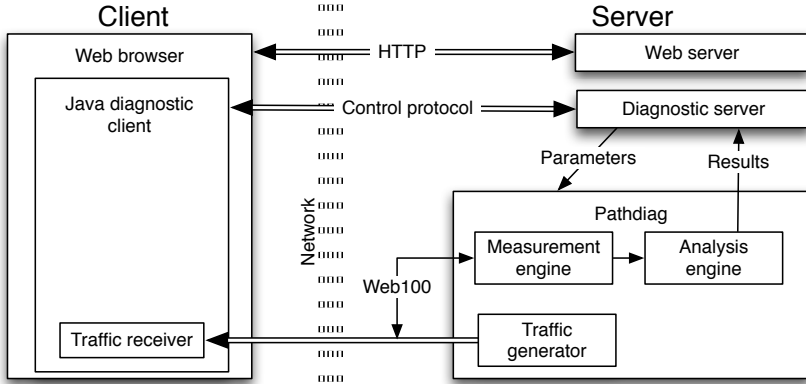 Client
Server
Web browser
HTTP
Web server
Java diagnostic
client
Control protocol
Diagnostic server
Parameters
Results
Network
Pathdiag
Measurement
engine
Analysis
engine
Web100
Traffic receiver
Traffic
generator